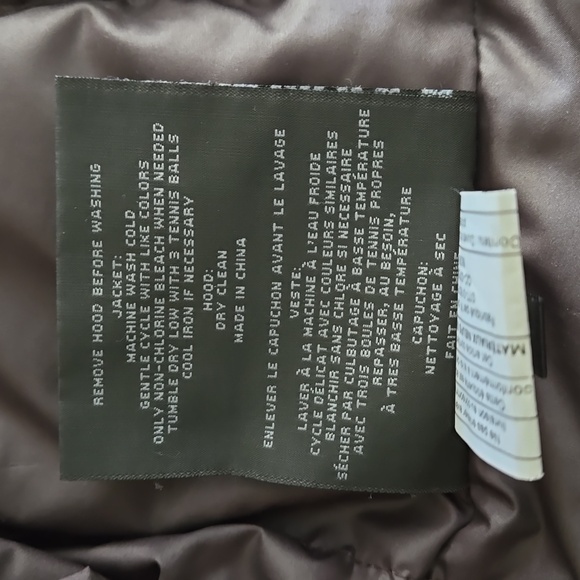 REMOVE HOOD BEFORE WASHING
JACKET:
MACHINE WASH COLD
GENTLE CYCLE WITH LIKE COLORS
ONLY NON-CHLORINE BLEACH WHEN NEEDED
TUMBLE DRY LOW WITH 3 TENNIS BALLS
COOL IRON IF NECESSARY
HOOD:
DRY CLEAN
MADE IN CHINA
ENLEVER LE CAPUCHON AVANT LE LAVAGE
VESTE:
LAVER À LA MACHINE À L'EAU FROIDE
CYCLE DÉLICAT AVEC COULEURS SIMILAIRES
BLANCHIR SANS CHLORE SI NECESSAIRE
SÉCHER PAR CULBUTAGE À BASSE TEMPÉRATURE
AVEC TROIS BOULES DE TENNIS PROPRES
REPASSER, AU BESOIN,
À TRES BASSE TEMPÉRATURE
CAPUCHON:
NETTOYAGE À SEC
FAIT EN